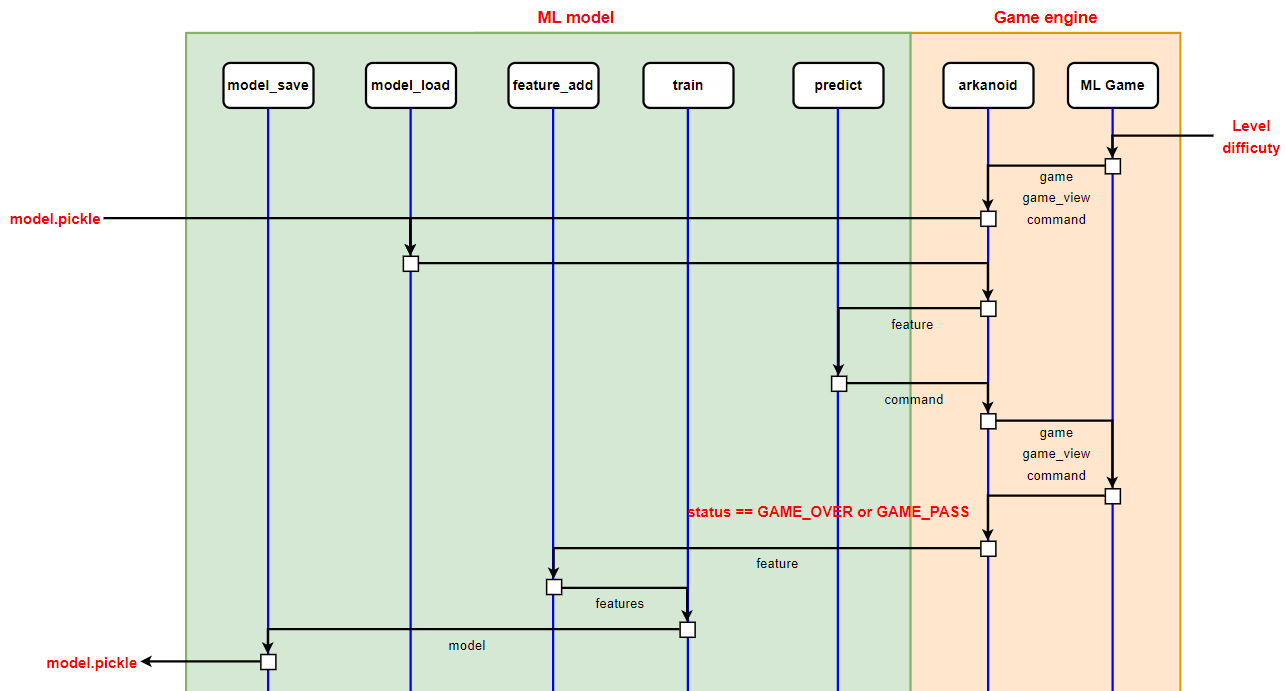 ML model
Game engine
model_save
model_load
feature_add
train
predict
arkanoid
ML Game
Level
difficuty
game
game_view
command
model.pickle
feature
command
game
game_view
command
status == GAME_OVER or GAME_PASS
feature
features
model
model.pickle